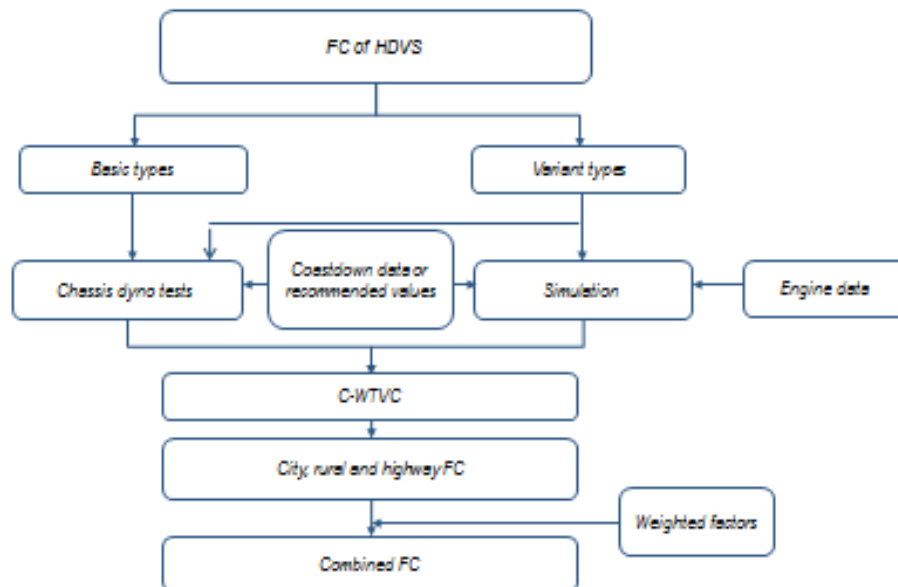 FC of HDVS
Basic types
Variant types
Chassis dyno tests
Coastdown data or
recommended values
Simulation
Engine data
C-WTVC
City, rural and highway FC
Weighted factors
Combined FC